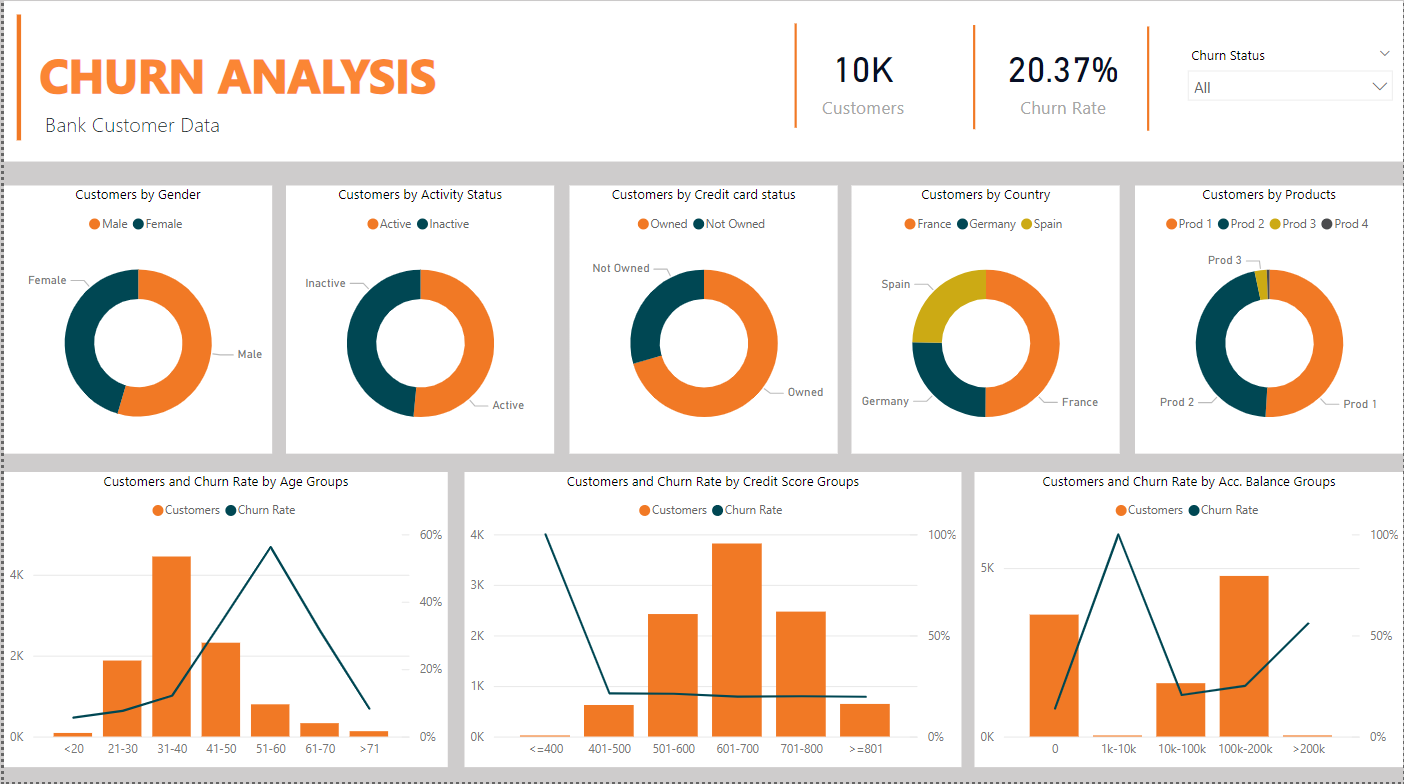 CHURN ANALYSIS
Bank Customer Data
10K
Customers
20.37%
Churn Rate
Churn Status
All
Customers by Gender
Male Female
Female
Male
Customers by Activity Status
Active Inactive
Inactive
Active
Customers by Credit card status
Owned Not Owned
Not Owned
Owned
Customers by Country
France Germany Spain
Spain
Germany
France
Customers by Products
Prod 1 Prod 2 Prod 3 Prod 4
Prod 3
Prod 2
Prod 1
Customers and Churn Rate by Age Groups
Customers Churn Rate
60%
4K
40%
2K
20%
0K
0%
<20 21-30 31-40 41-50 51-60 61-70 >71
Customers and Churn Rate by Credit Score Groups
Customers Churn Rate
4K 100%
3K
2K 50%
1K
0K 0%
<=400 401-500 501-600 601-700 701-800 >=801
Customers and Churn Rate by Acc. Balance Groups
Customers Churn Rate
100%
5K
50%
0K 0%
0 1k-10k 10k-100k 100k-200k >200k